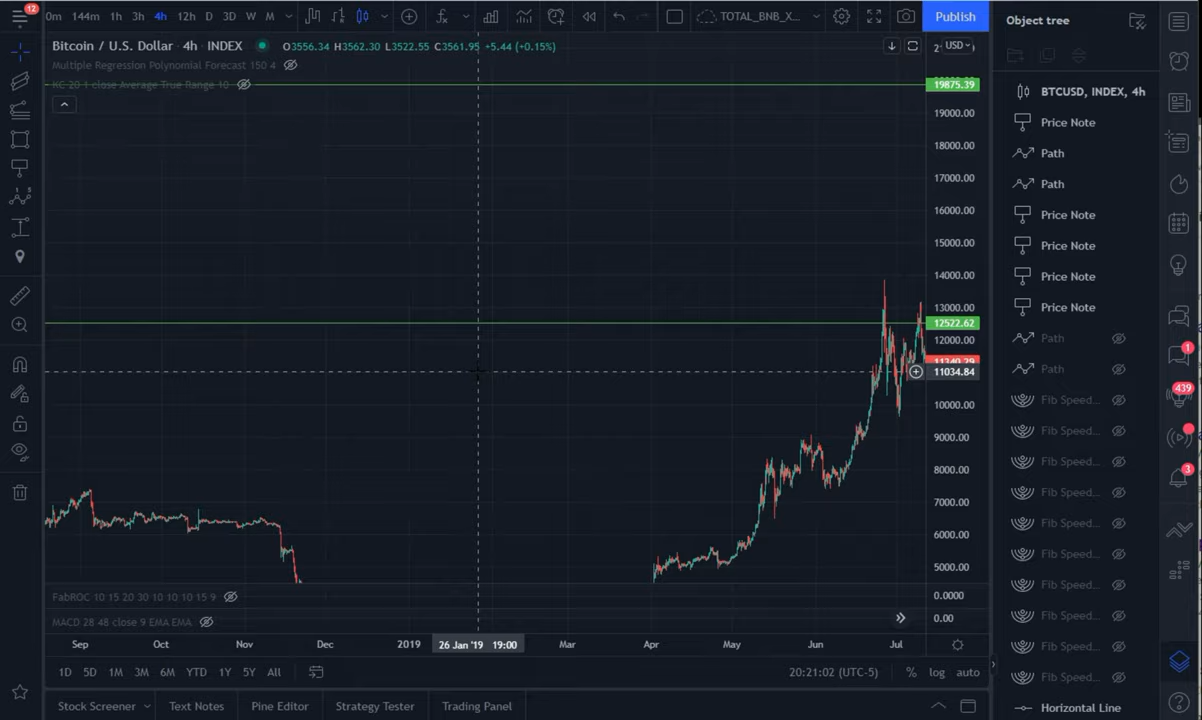 12
0m 144m 1h 3h 4h 12h D 3D W M TOTAL_BNB_X... Publish
Object tree
Bitcoin / U.S. Dollar · 4h · INDEX O3556.34 H3562.30 L3522.55 C3561.95 +5.44 (+0.15%)
USD
Multiple Regression Polynomial Forecast 150 4
KC 20 1 close Average True Range 10
19875.39
19000.00
18000.00
17000.00
16000.00
15000.00
14000.00
13000.00
12522.62
12000.00
11034.84
10000.00
9000.00
8000.00
7000.00
6000.00
5000.00
FabROC 10 15 20 30 10 10 10 15 9
0.0000
MACD 28 48 close 9 EMA EMA
0.00
Sep Oct Nov Dec 2019 26 Jan '19 19:00 Mar Apr May Jun Jul
1D 5D 1M 3M 6M YTD 1Y 5Y All 20:21:02 (UTC-5) % log auto
Stock Screener Text Notes Pine Editor Strategy Tester Trading Panel
BTCUSD, INDEX, 4h
Price Note
Path
Path
Price Note
Price Note
Price Note
Price Note
Path
Path
Fib Speed...
Fib Speed...
Fib Speed...
Fib Speed...
Fib Speed...
Fib Speed...
Fib Speed...
Fib Speed...
Fib Speed...
Fib Speed...
Horizontal Line
1
439
3